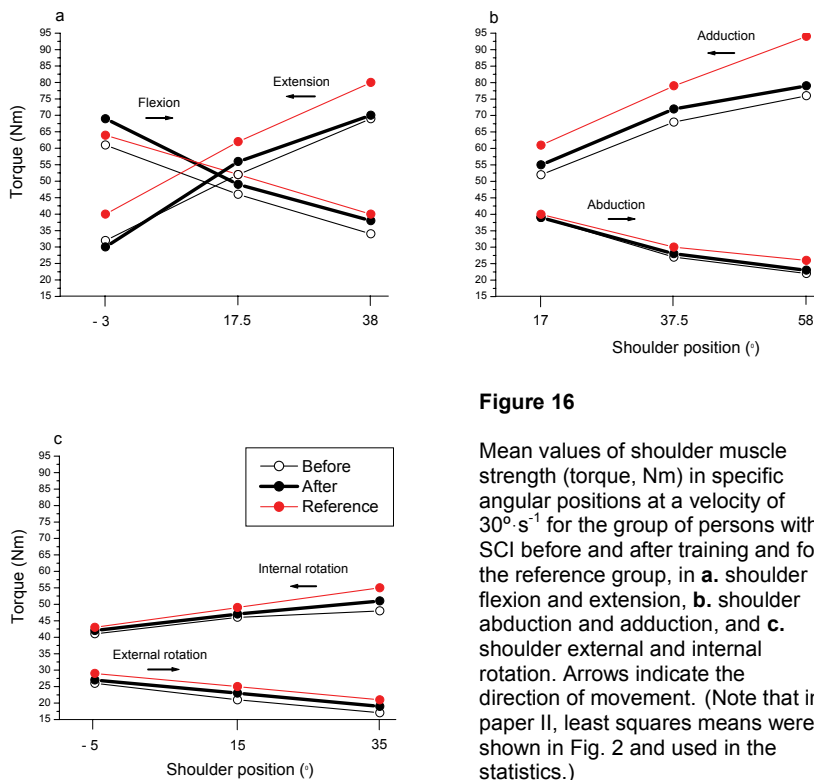 a
95
90
85
80
75
70
65
60
55
50
45
40
35
30
25
20
15
Torque (Nm)
Flexion
Extension
- 3
17.5
38
b
95
90
85
80
75
70
65
60
55
50
45
40
35
30
25
20
15
Adduction
Abduction
17
37.5
58
Shoulder position (º)
c
95
90
85
80
75
70
65
60
55
50
45
40
35
30
25
20
15
Torque (Nm)
Before
After
Reference
Internal rotation
External rotation
- 5
15
35
Shoulder position (º)
Figure 16
Mean values of shoulder muscle
strength (torque, Nm) in specific
angular positions at a velocity of
30º·s-1 for the group of persons with
SCI before and after training and fo
the reference group, in a. shoulder
flexion and extension, b. shoulder
abduction and adduction, and c.
shoulder external and internal
rotation. Arrows indicate the
direction of movement. (Note that in
paper II, least squares means were
shown in Fig. 2 and used in the
statistics.)